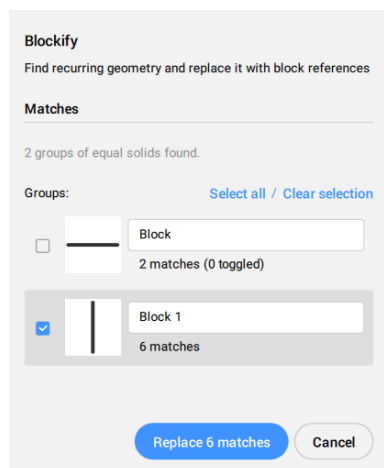 Blockify
Find recurring geometry and replace it with block references
Matches
2 groups of equal solids found.
Groups: Select all / Clear selection
Block
2 matches (0 toggled)
Block 1
6 matches
Replace 6 matches Cancel